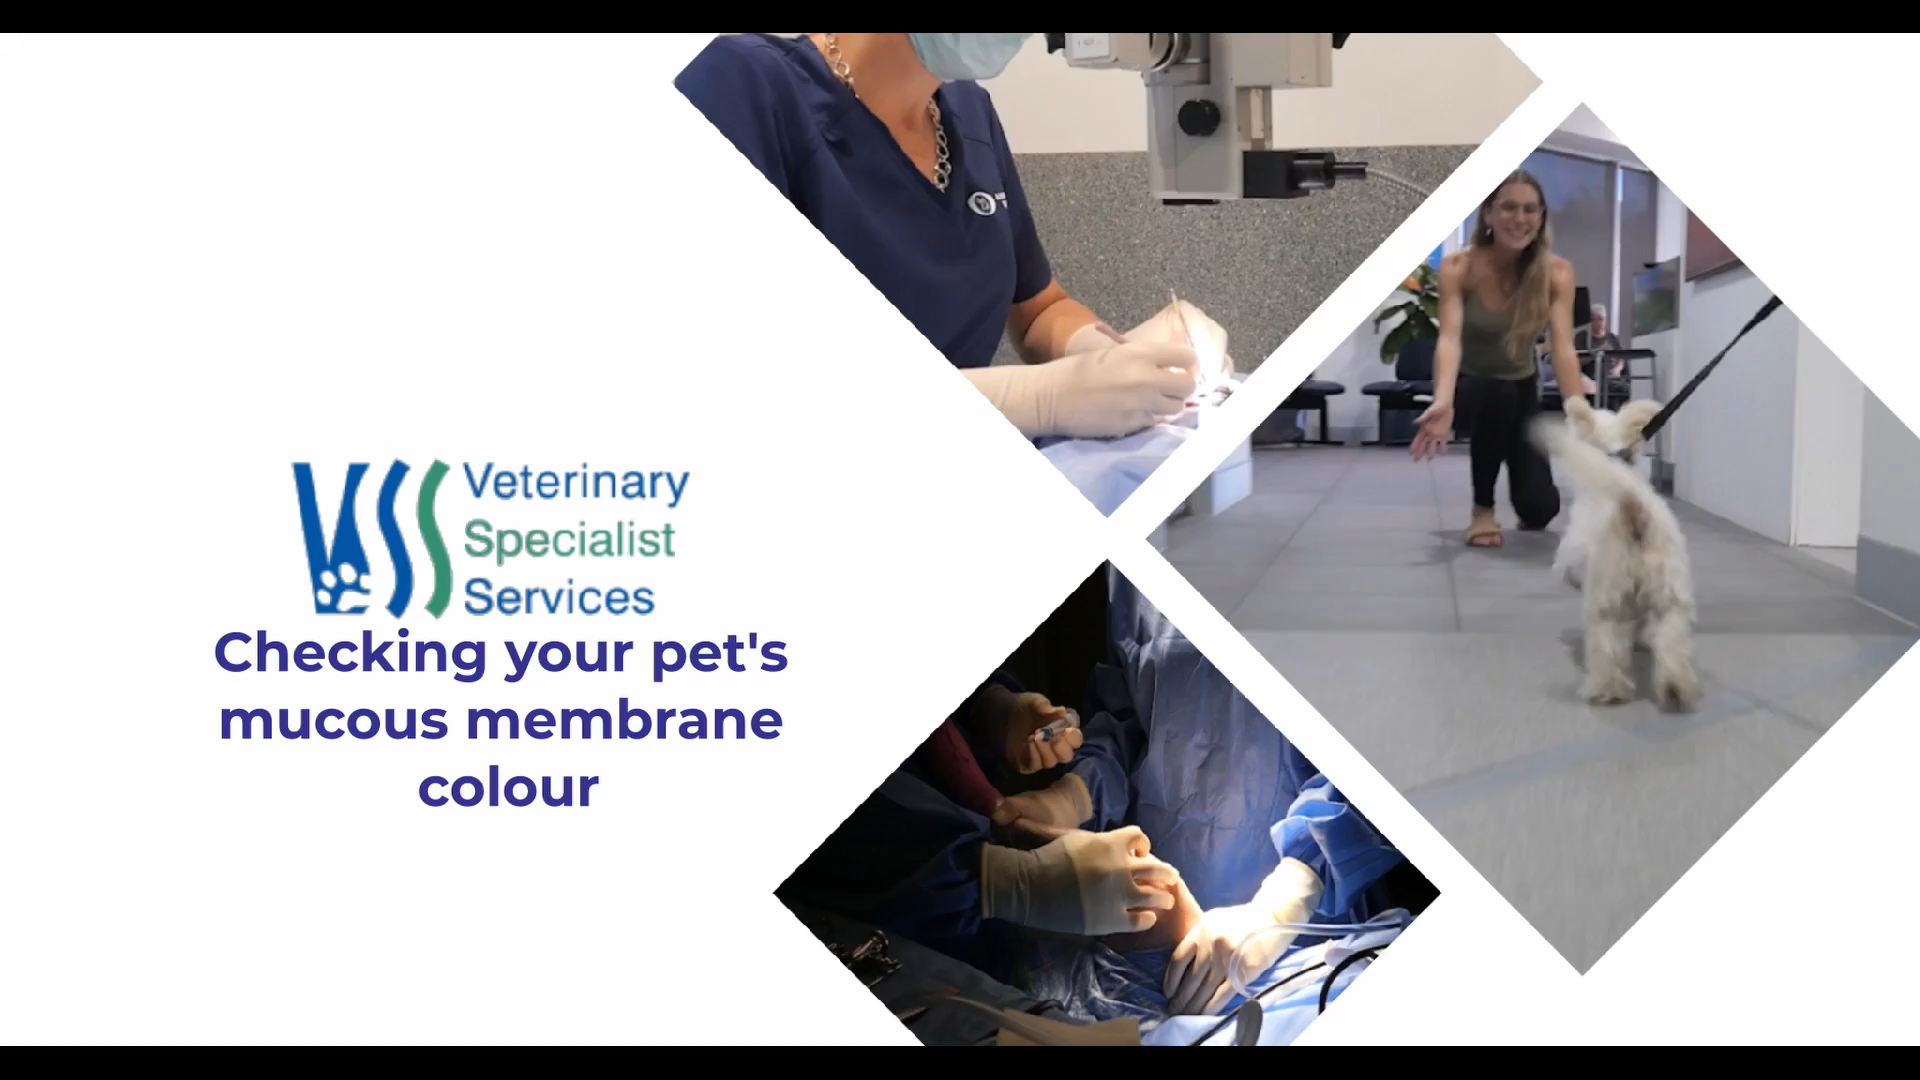 VSS
Veterinary
Specialist
Services
Checking your pet's
mucous membrane
colour